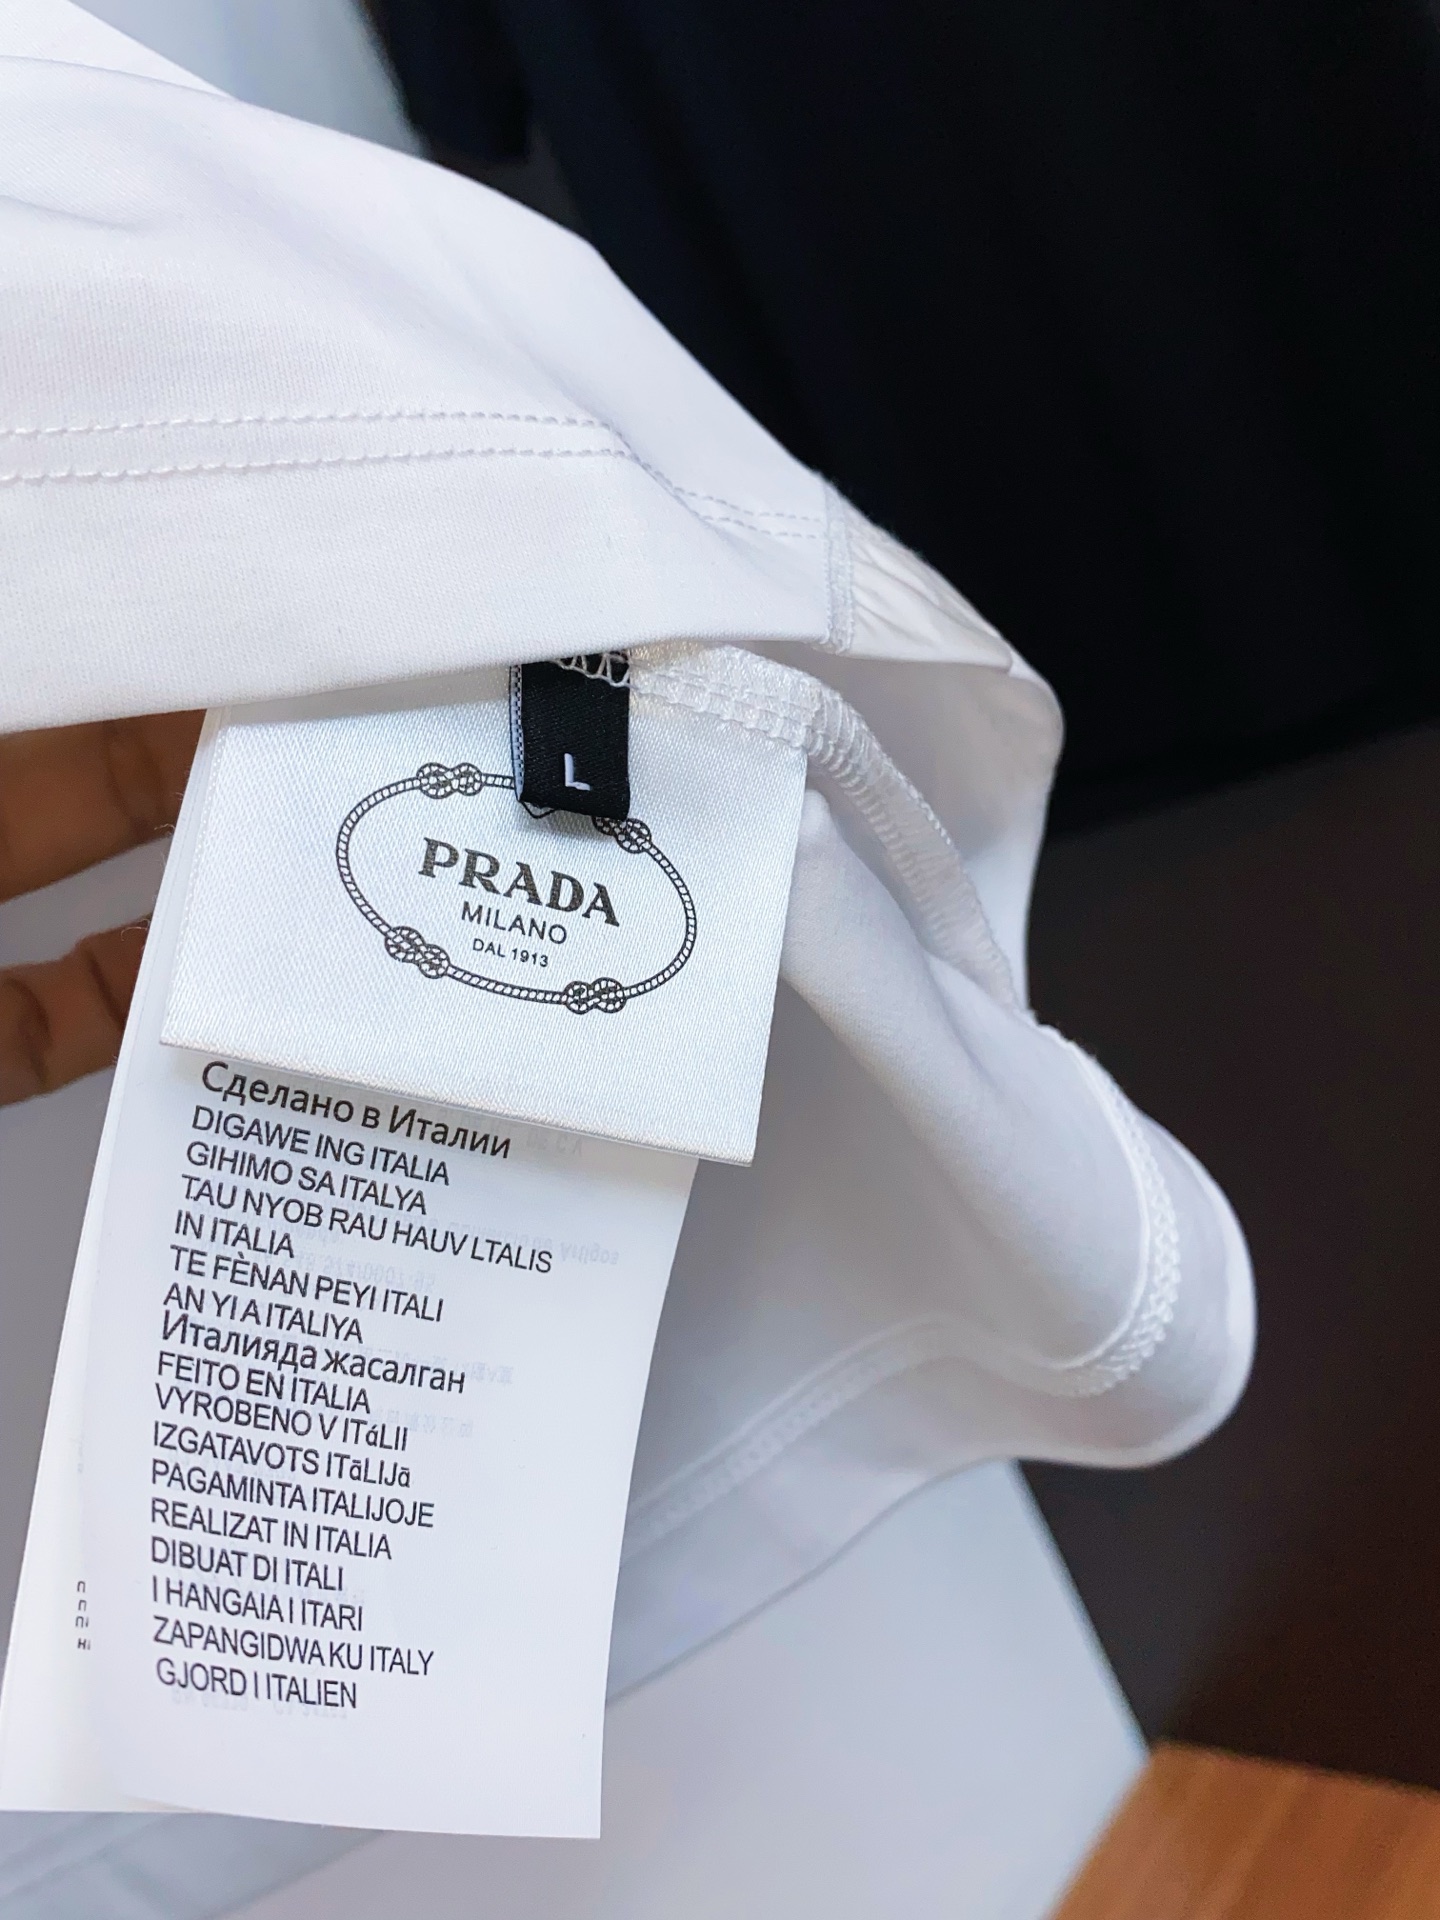 L
PRADA
MILANO
DAL 1913
Сделано в Италии
DIGAWE ING ITALIA
GIHIMO SA ITALYA
TAU NYOB RAU HAUV LTALIS
IN ITALIA
TE FÈNAN PEYI ITALI
AN YI A ITALIYA
Италияда жасалган
FEITO EN ITALIA
VYROBENO V ITáLII
IZGATAVOTS ITāLIJā
PAGAMINTA ITALIJOJE
REALIZAT IN ITALIA
DIBUAT DI ITALI
I HANGAIA I ITARI
ZAPANGIDWA KU ITALY
GJORD I ITALIEN